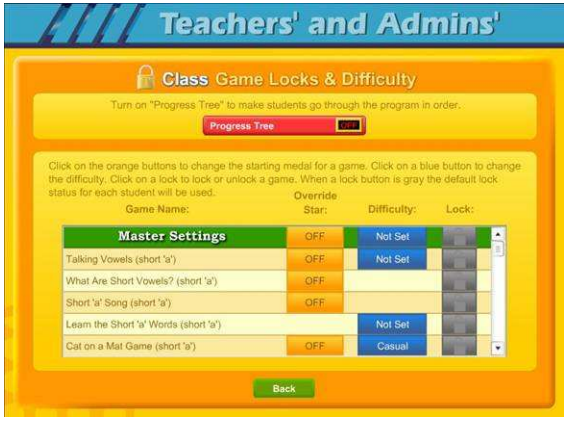 Teachers' and Admins'
Class Game Locks & Difficulty
Turn on "Progress Tree" to make students go through the program in order.
Progress Tree OFF
Click on the orange buttons to change the starting medal for a game. Click on a blue button to change
the difficulty. Click on a lock to lock or unlock a game. When a lock button is gray the default lock
status for each student will be used.
Game Name: Override Star: Difficulty: Lock:
Master Settings OFF Not Set
Talking Vowels (short 'a') OFF Not Set
What Are Short Vowels? (short 'a') OFF
Short 'a' Song (short 'a') OFF
Learn the Short 'a' Words (short 'a') Not Set
Cat on a Mat Game (short 'a') OFF Casual
Back